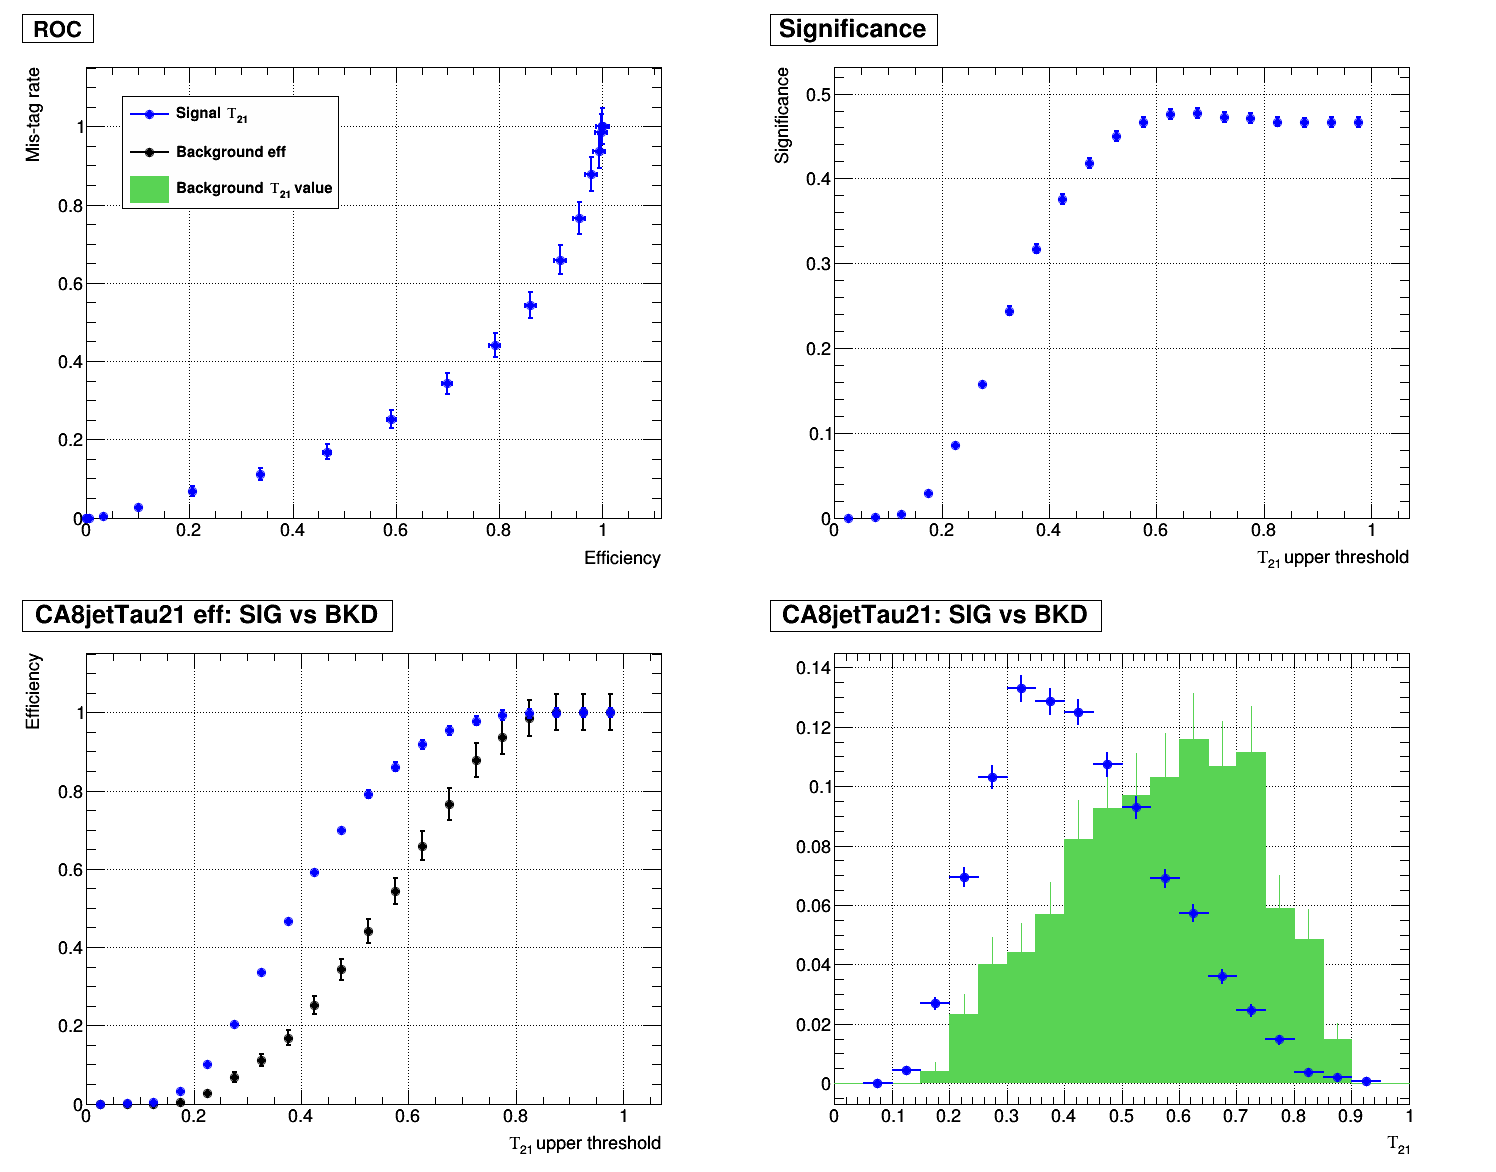 ROC
Mis-tag rate
Signal T21
Background eff
Background T21 value
1
0.8
0.6
0.4
0.2
0
0 0.2 0.4 0.6 0.8 1
Efficiency
Significance
Significance
0.5
0.4
0.3
0.2
0.1
0
0.2 0.4 0.6 0.8 1
T21 upper threshold
CA8jetTau21 eff: SIG vs BKD
Efficiency
1
0.8
0.6
0.4
0.2
0
0 0.2 0.4 0.6 0.8 1
T21 upper threshold
CA8jetTau21: SIG vs BKD
0.14
0.12
0.1
0.08
0.06
0.04
0.02
0
0 0.1 0.2 0.3 0.4 0.5 0.6 0.7 0.8 0.9 1
T21